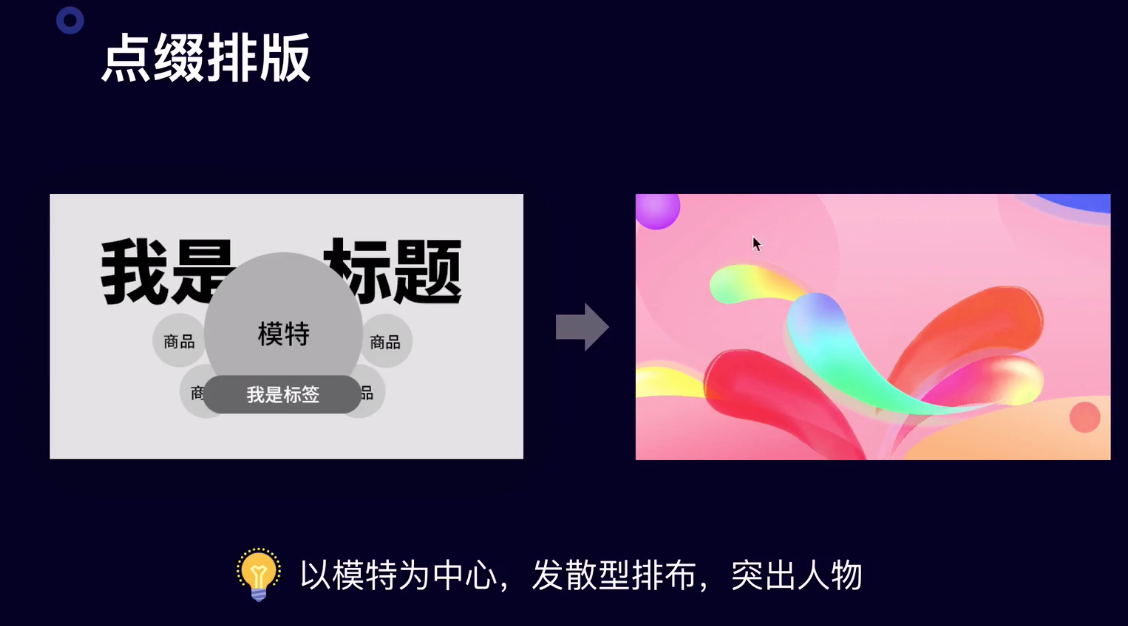 点缀排版
我是 标题
模特
商品
商品
商
品
我是标签
以模特为中心，发散型排布，突出人物